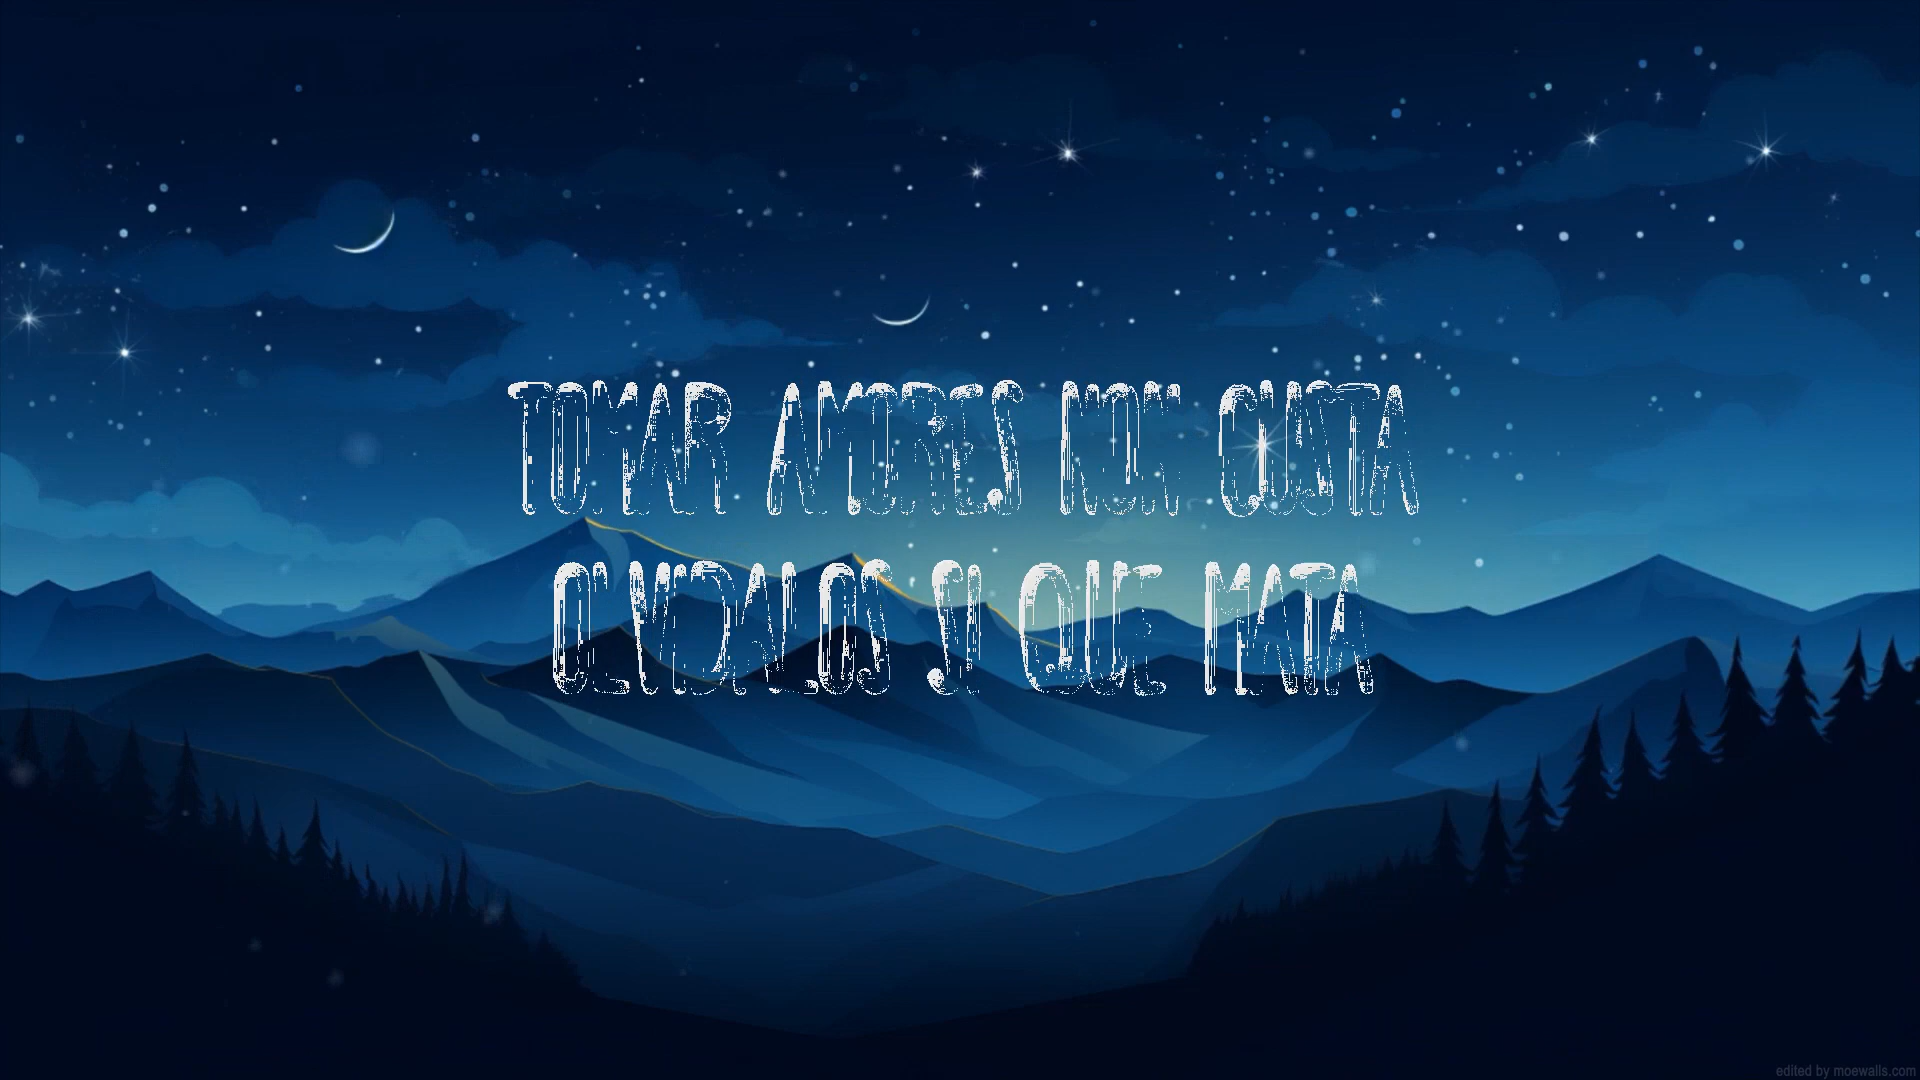 TOMAR AMORES NON CUSTA
OLVIDALOS SI QUE MATA
edited by moewalls.com